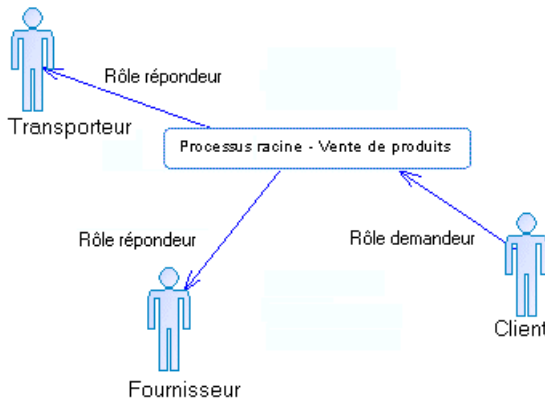 Rôle répondeur
Transporteur
Processus racine - Vente de produits
Rôle répondeur
Rôle demandeur
Client
Fournisseur